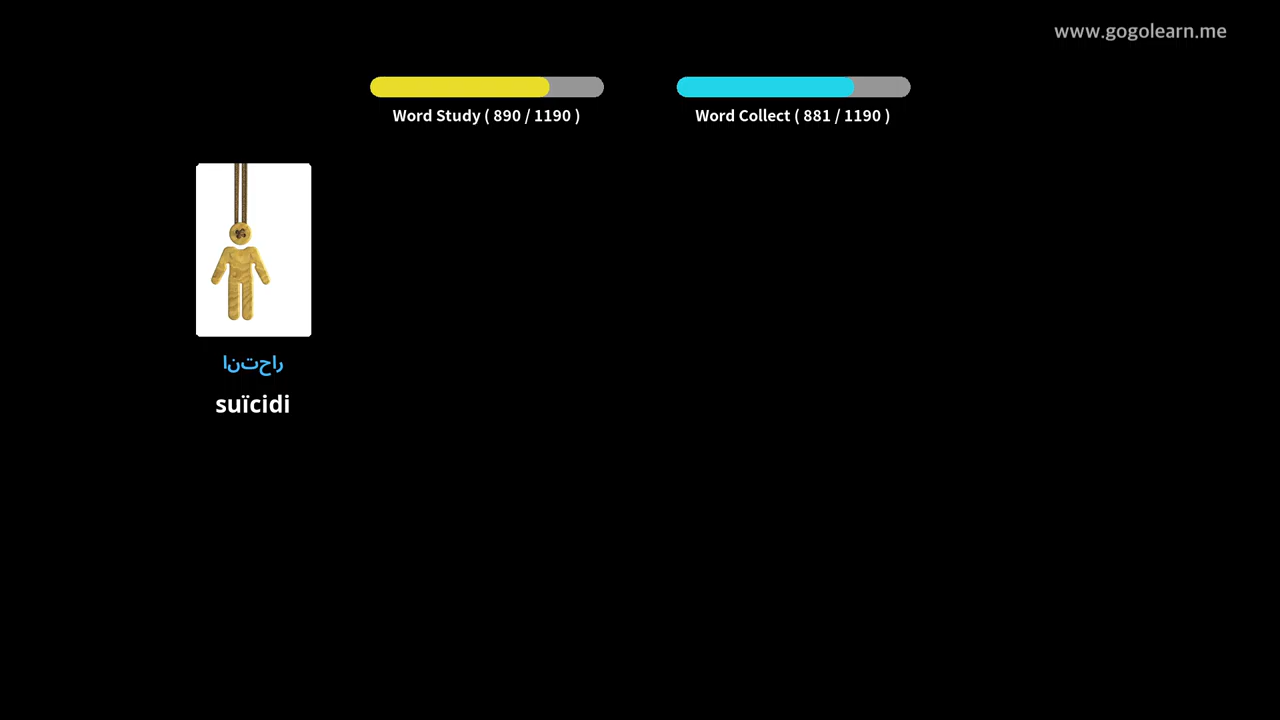 www.gogolearn.me
Word Study ( 890 / 1190 )
Word Collect ( 881 / 1190 )
انتحار
suïcidi